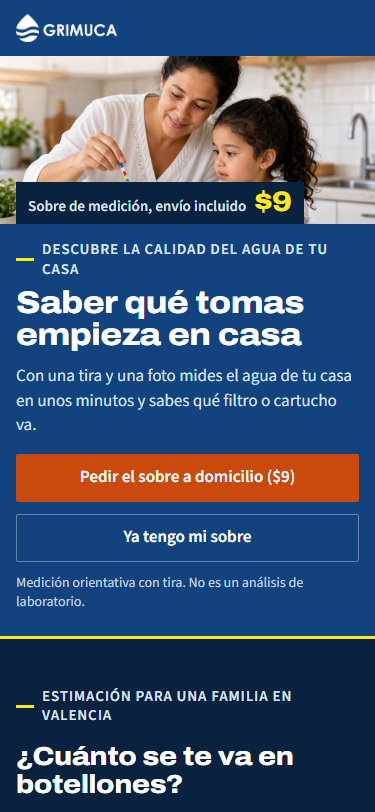 GRIMUCA
Sobre de medición, envío incluido $9
DESCUBRE LA CALIDAD DEL AGUA DE TU
CASA
Saber qué tomas
empieza en casa
Con una tira y una foto mides el agua de tu casa
en unos minutos y sabes qué filtro o cartucho
va.
Pedir el sobre a domicilio ($9)
Ya tengo mi sobre
Medición orientativa con tira. No es un análisis de
laboratorio.
ESTIMACIÓN PARA UNA FAMILIA EN
VALENCIA
¿Cuánto se te va en
botellones?